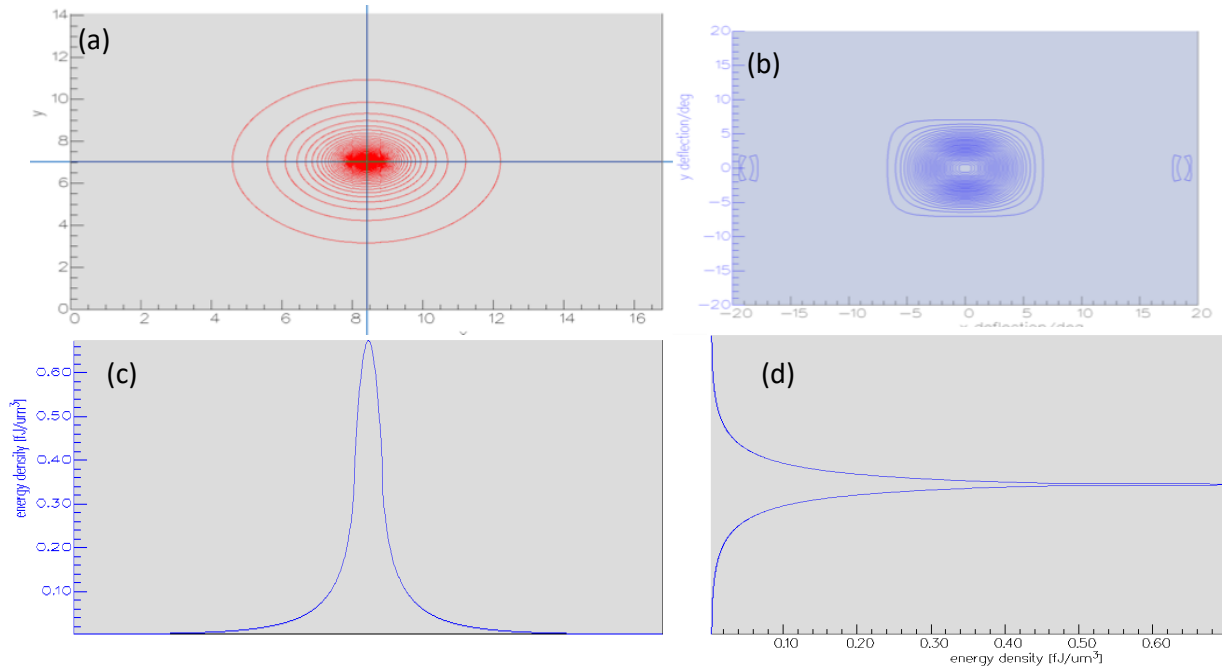 (a)
14
12
10
8
6
4
2
0
y
0 2 4 6 8 10 12 14 16
(b)
20
15
10
5
0
−5
−10
−15
−20
y deflection/deg
−20 −15 −10 −5 0 5 10 15 20
x deflection/deg
(c)
0.60
0.50
0.40
0.30
0.20
0.10
energy density [fJ/um³]
(d)
0.10 0.20 0.30 0.40 0.50 0.60
energy density [fJ/um³]